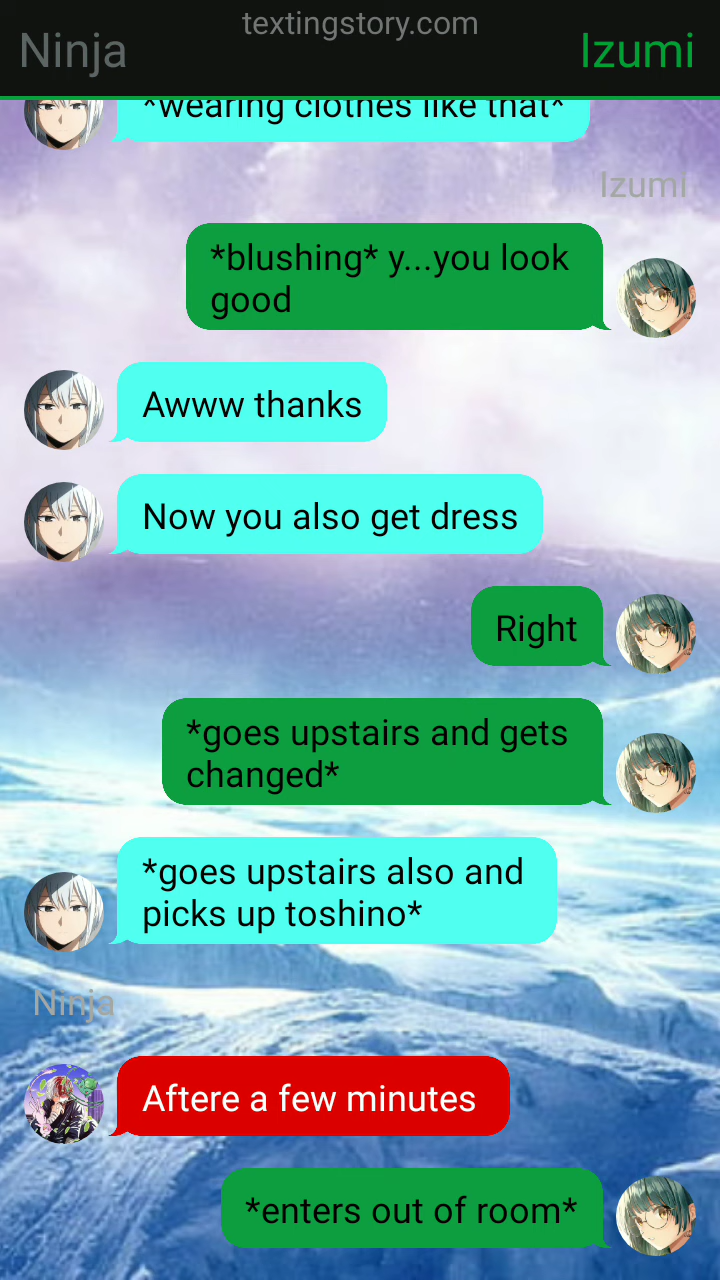 textingstory.com
Ninja
Izumi
*wearing clothes like that*
Izumi
*blushing* y...you look
good
Awww thanks
Now you also get dress
Right
*goes upstairs and gets
changed*
*goes upstairs also and
picks up toshino*
Ninja
Aftere a few minutes
*enters out of room*